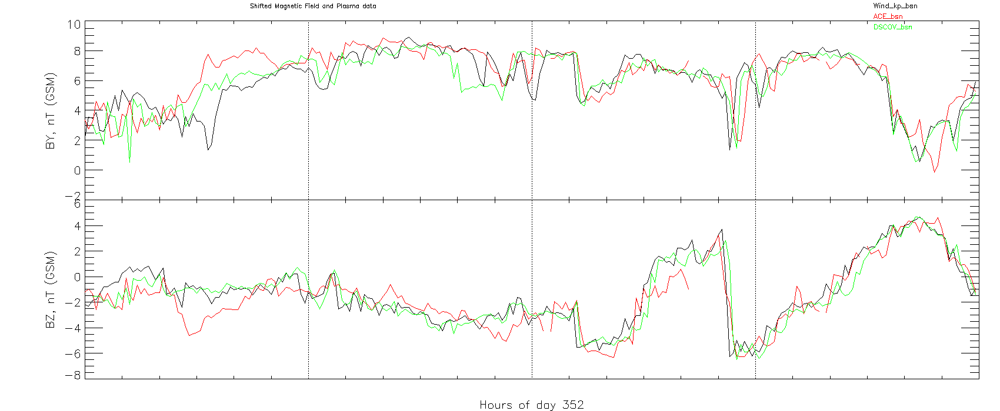 Shifted Magnetic Field and Plasma data
Wind_kp_bsn
ACE_bsn
DSCOV_bsn
10
8
6
4
2
0
-2
BY, nT (GSM)
6
4
2
0
-2
-4
-6
-8
BZ, nT (GSM)
Hours of day 352